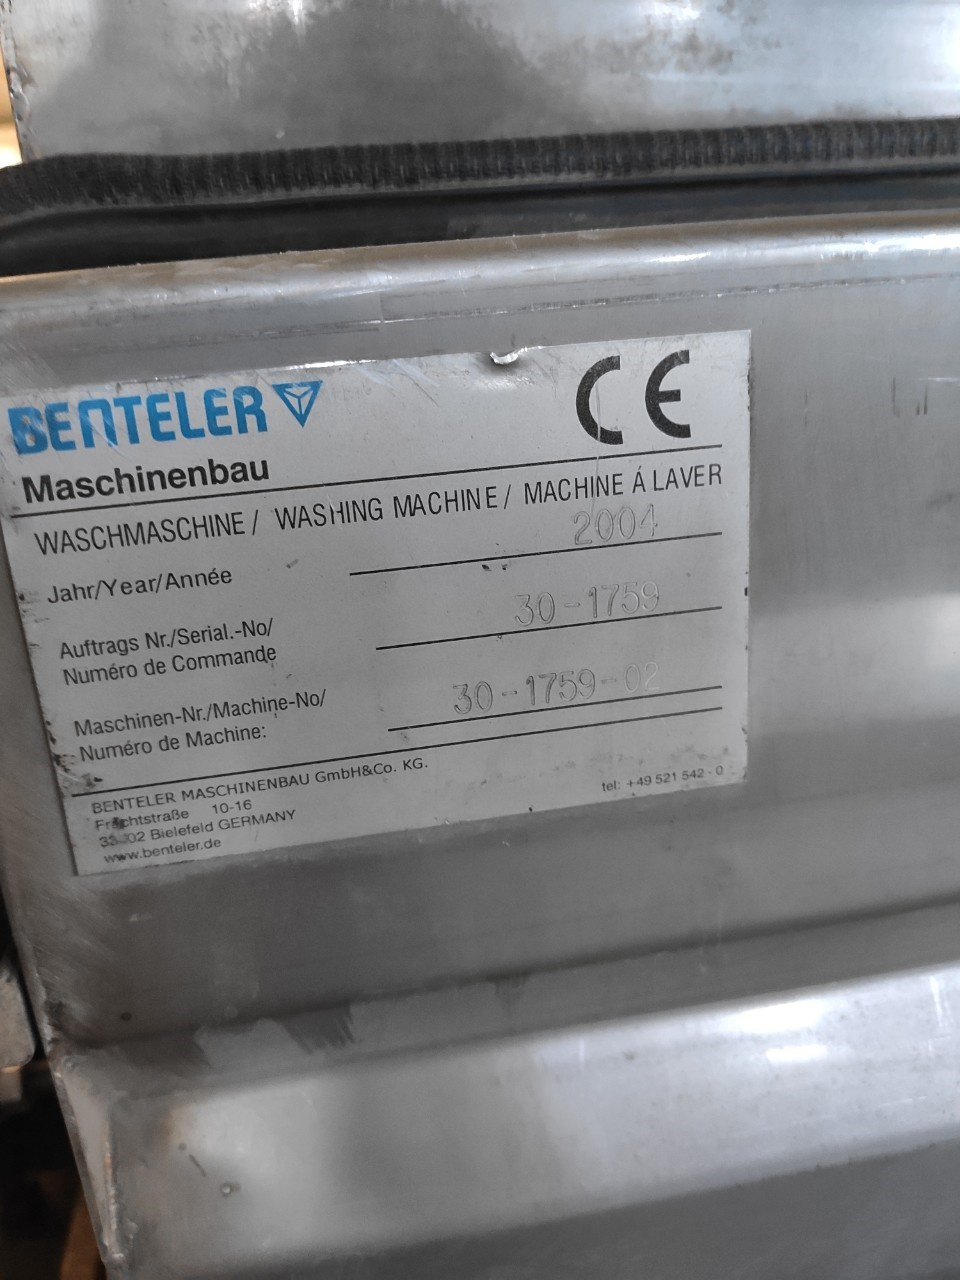 BENTELER
CE
Maschinenbau
WASCHMASCHINE / WASHING MACHINE / MACHINE Á LAVER
Jahr/Year/Année 2004
Auftrags Nr./Serial.-No/
Numéro de Commande 30-1759
Maschinen-Nr./Machine-No/
Numéro de Machine: 30-1759-02
BENTELER MASCHINENBAU GmbH&Co. KG.
10-16
Bielefeld GERMANY
www.benteler.de
tel: +49 521 542-0